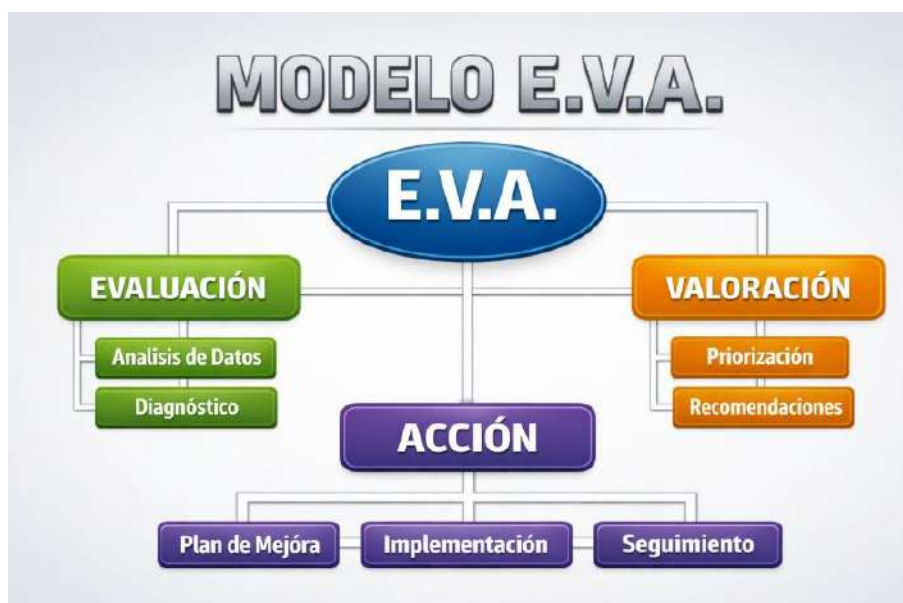 MODELO E.V.A.
E.V.A.
EVALUACIÓN
Analisis de Datos
Diagnóstico
VALORACIÓN
Priorización
Recomendaciones
ACCIÓN
Plan de Mejóra
Implementación
Seguimiento